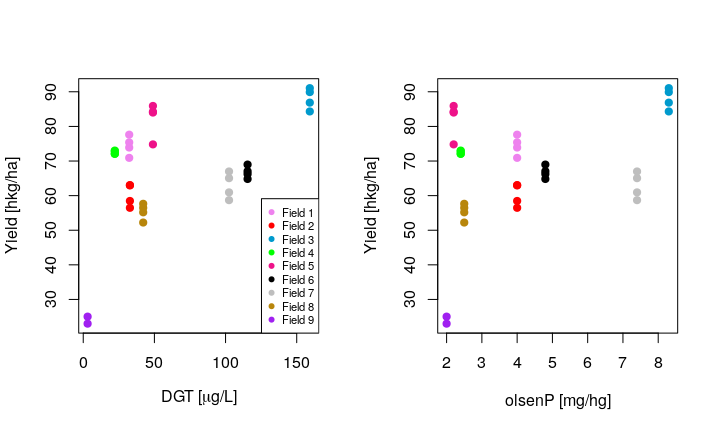 Yield [hkg/ha]
90
80
70
60
50
40
30
0
50
100
150
DGT [µg/L]
Field 1
Field 2
Field 3
Field 4
Field 5
Field 6
Field 7
Field 8
Field 9
Yield [hkg/ha]
90
80
70
60
50
40
30
2
3
4
5
6
7
8
olsenP [mg/hg]